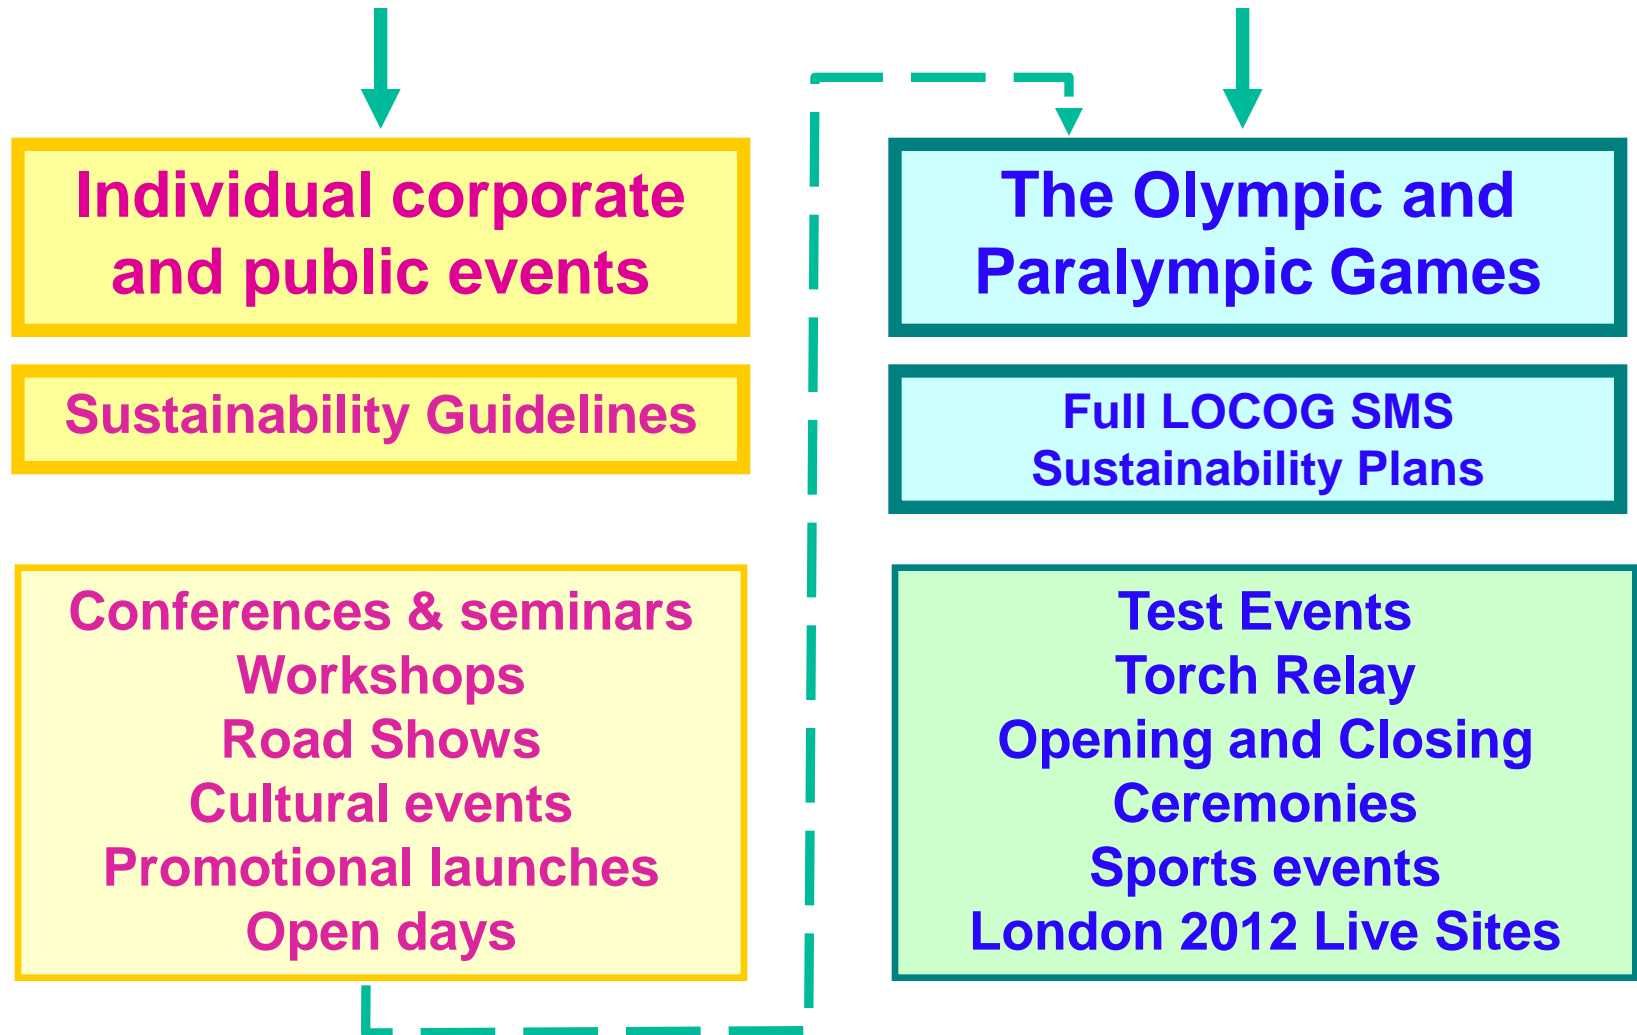 Individual corporate
and public events
Sustainability Guidelines
Conferences & seminars
Workshops
Road Shows
Cultural events
Promotional launches
Open days
The Olympic and
Paralympic Games
Full LOCOG SMS
Sustainability Plans
Test Events
Torch Relay
Opening and Closing
Ceremonies
Sports events
London 2012 Live Sites